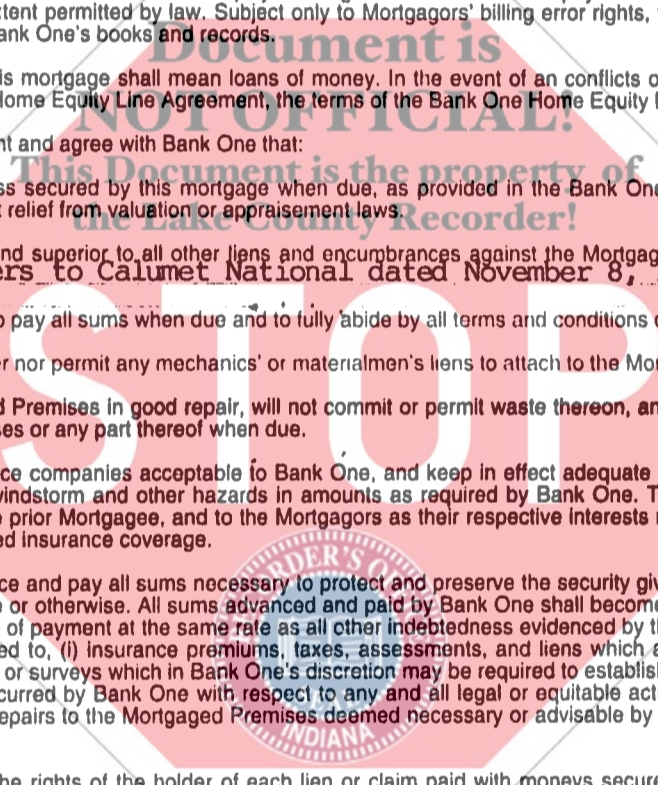 tent permitted by law. Subject only to Mortgagors' billing error rights,
ank One's books and records.
Document is
is mortgage shall mean loans of money. In the event of an conflicts o
Home Equity Line Agreement, the terms of the Bank One Home Equity
NOT OFFICIAL!
nt and agree with Bank One that:
This Document is the property of
ss secured by this mortgage when due, as provided in the Bank One
relief from valuation or appraisement laws.
the Lake County Recorder!
nd superior to all other liens and encumbrances against the Mortgag
ers to Calumet National dated November 8,
STOP
o pay all sums when due and to fully abide by all terms and conditions
r nor permit any mechanics' or materialmen's liens to attach to the Mor
d Premises in good repair, will not commit or permit waste thereon, an
ses or any part thereof when due.
ce companies acceptable to Bank One, and keep in effect adequate
windstorm and other hazards in amounts as required by Bank One. T
prior Mortgagee, and to the Mortgagors as their respective interests
ed insurance coverage.
ce and pay all sums necessary to protect and preserve the security giv
or otherwise. All sums advanced and paid by Bank One shall become
of payment at the same rate as all other indebtedness evidenced by t
ed to, (i) insurance premiums, taxes, assessments, and liens which a
or surveys which in Bank One's discretion may be required to establis
curred by Bank One with respect to any and all legal or equitable act
epairs to the Mortgaged Premises deemed necessary or advisable by
INDIANA
he rights of the holder of each lien or claim paid with moneys secure